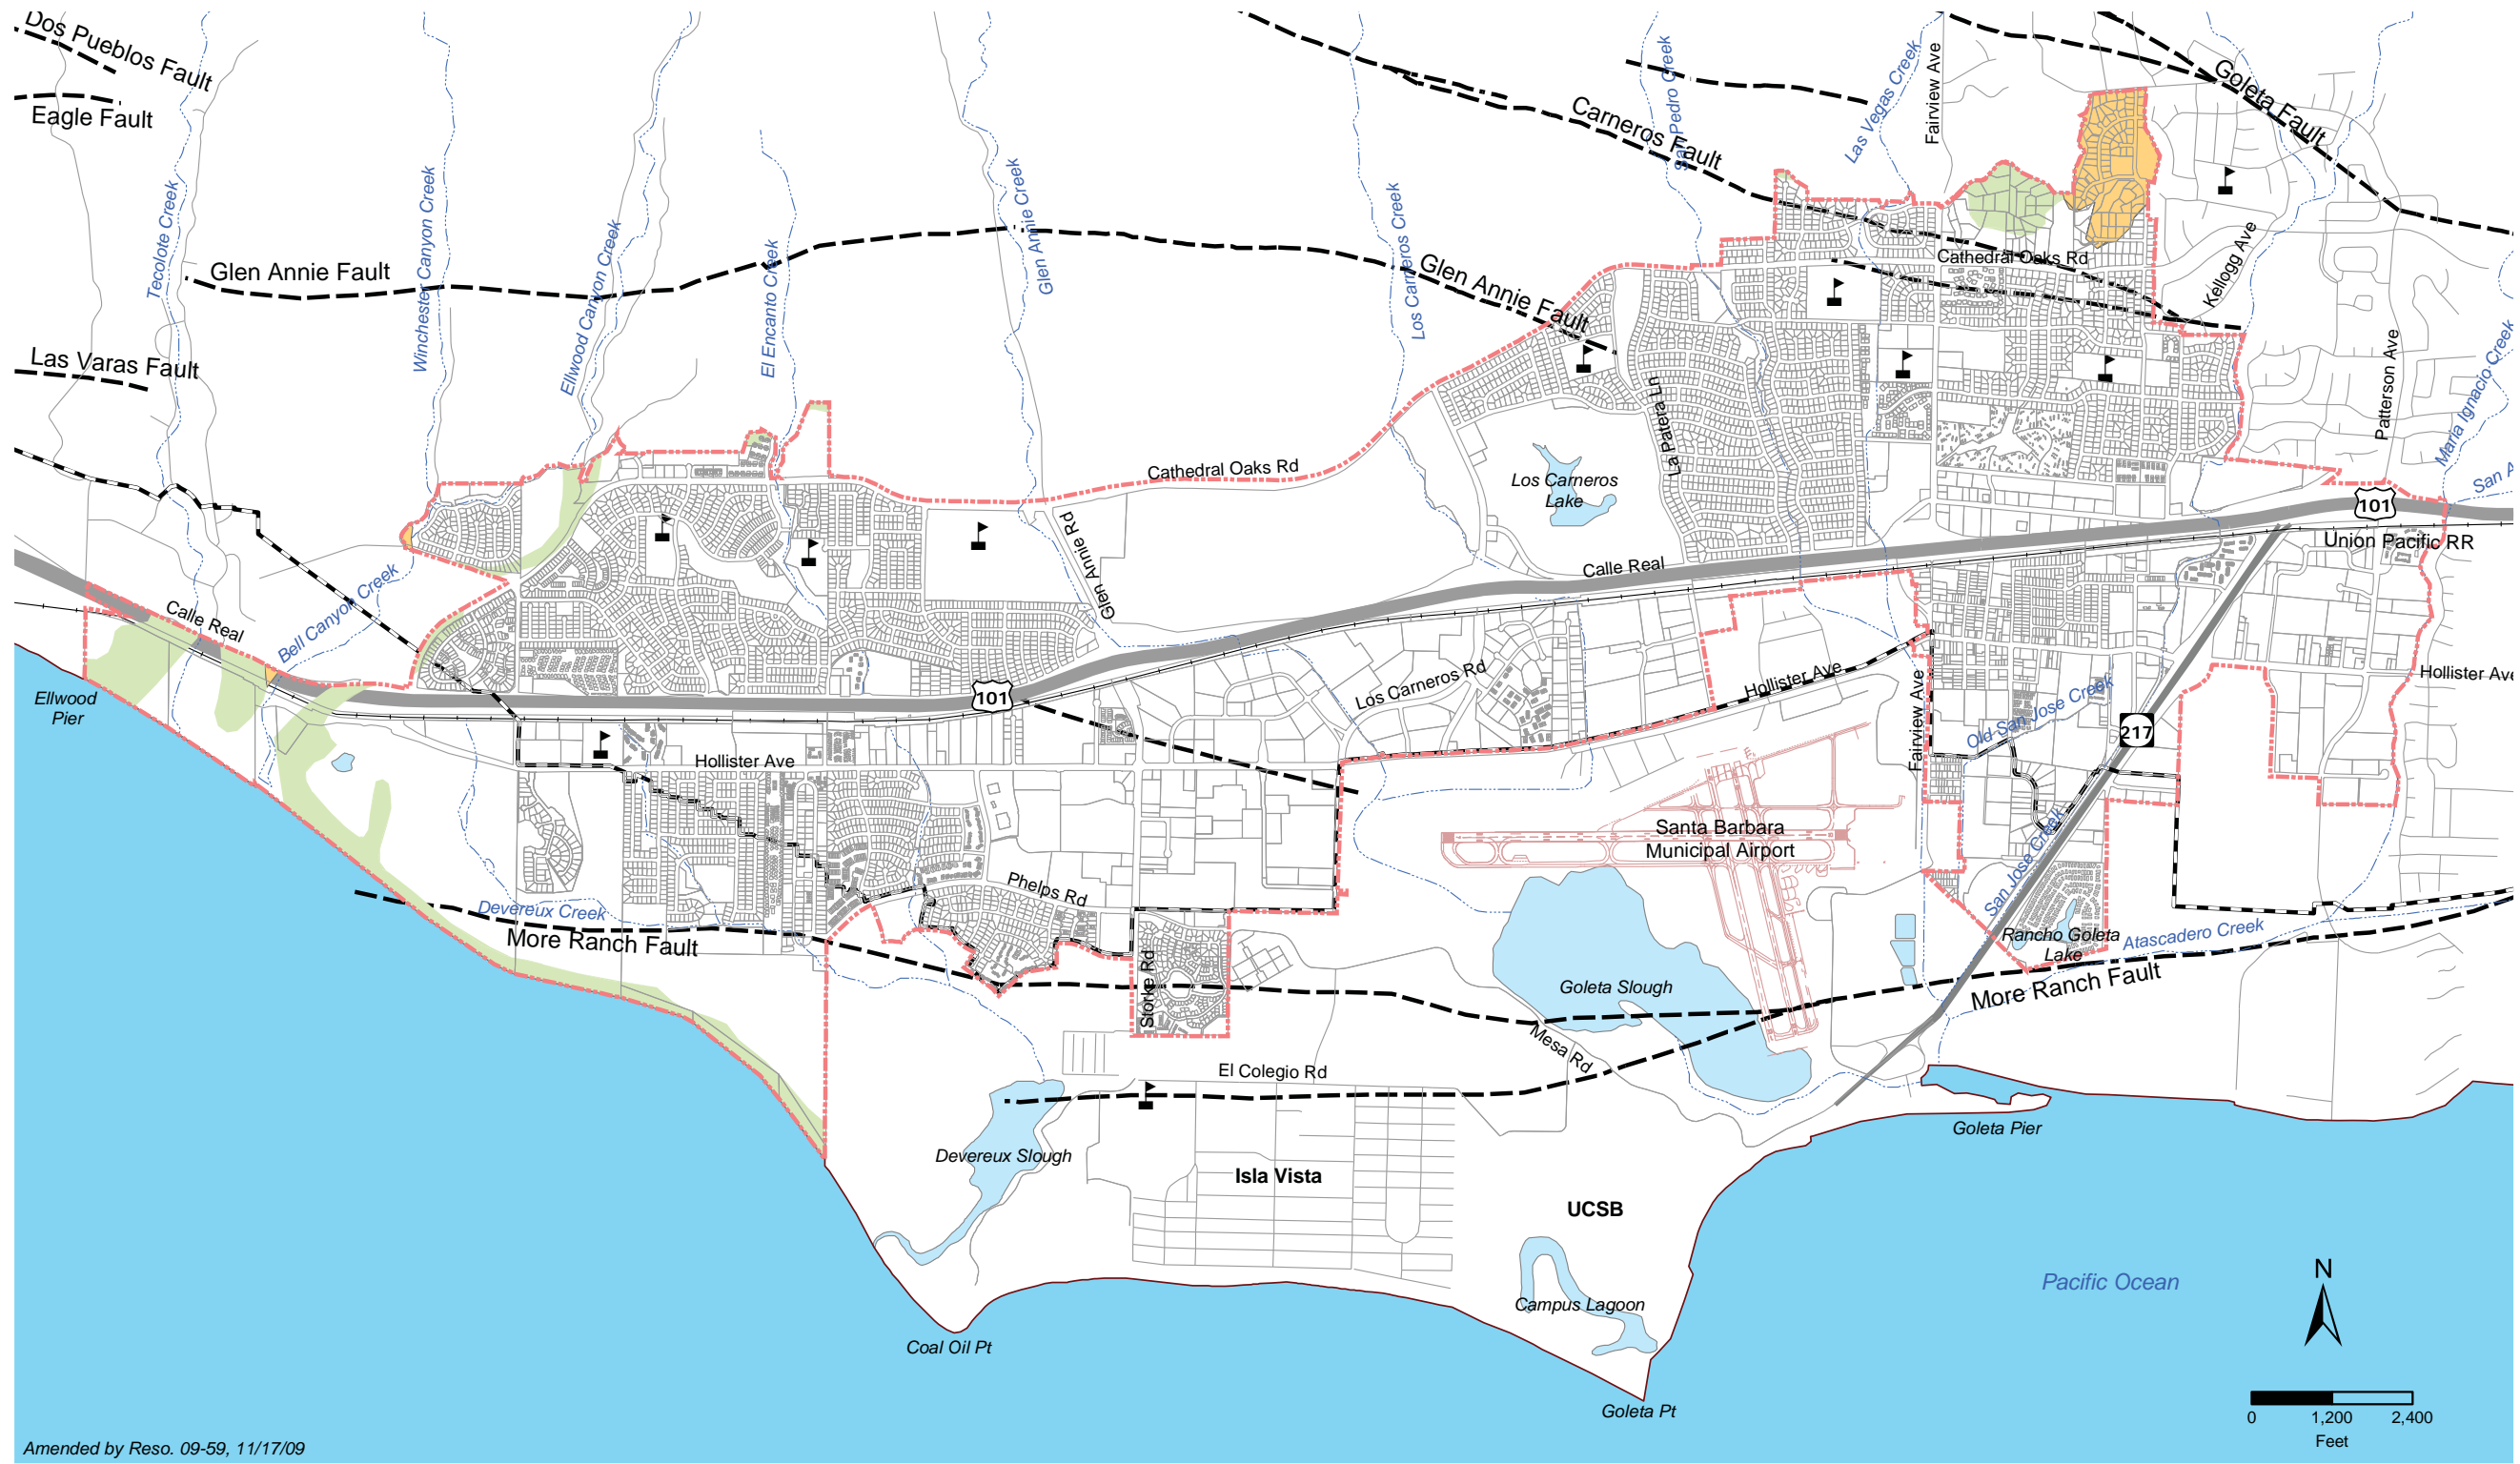 Dos Pueblos Fault
Eagle Fault
Tecolote Creek
Winchester Canyon Creek
Ellwood Canyon Creek
El Encanto Creek
Glen Annie Creek
Los Carneros Creek
San Pedro Creek
Las Vegas Creek
Fairview Ave
Carneros Fault
Goleta Fault
Glen Annie Fault
Glen Annie Fault
Cathedral Oaks Rd
Kellogg Ave
Las Varas Fault
La Patera Ln
Patterson Ave
Maria Ignacio Creek
San A
Cathedral Oaks Rd
Los Carneros
Lake
101
Union Pacific RR
Glen Annie Rd
Calle Real
Calle Real
Bell Canyon Creek
Ellwood
Pier
101
Los Carneros Rd
Hollister Ave
Hollister Ave
Fairview Ave
Old San Jose Creek
217
Hollister Ave
Santa Barbara
Municipal Airport
San Jose Creek
Phelps Rd
Devereux Creek
More Ranch Fault
Storke Rd
Rancho Goleta
Lake
Atascadero Creek
More Ranch Fault
Goleta Slough
Mesa Rd
El Colegio Rd
Goleta Pier
Devereux Slough
Isla Vista
UCSB
Campus Lagoon
Pacific Ocean
N
Coal Oil Pt
Goleta Pt
0 1,200 2,400
Feet
Amended by Reso. 09-59, 11/17/09